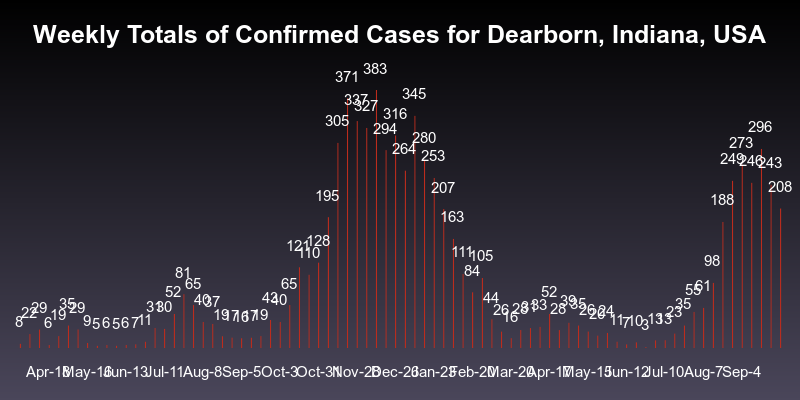 Weekly Totals of Confirmed Cases for Dearborn, Indiana, USA
8 22 29 6 19 35 29 9 5 6 5 6 7 11 31 30 52 81 65 40 37 19 17 16 17 19 43 40 65 121 110 128 195 305 371 337 327 383 294 316 264 345 280 253 207 163 111 84 105 44 26 16 28 31 33 52 28 39 35 26 20 24 11 7 10 3 13 13 23 35 55 61 98 188 249 273 246 296 243 208
Apr-18 May-16 Jun-13 Jul-11 Aug-8 Sep-5 Oct-3 Oct-31 Nov-28 Dec-26 Jan-23 Feb-20 Mar-20 Apr-17 May-15 Jun-12 Jul-10 Aug-7 Sep-4